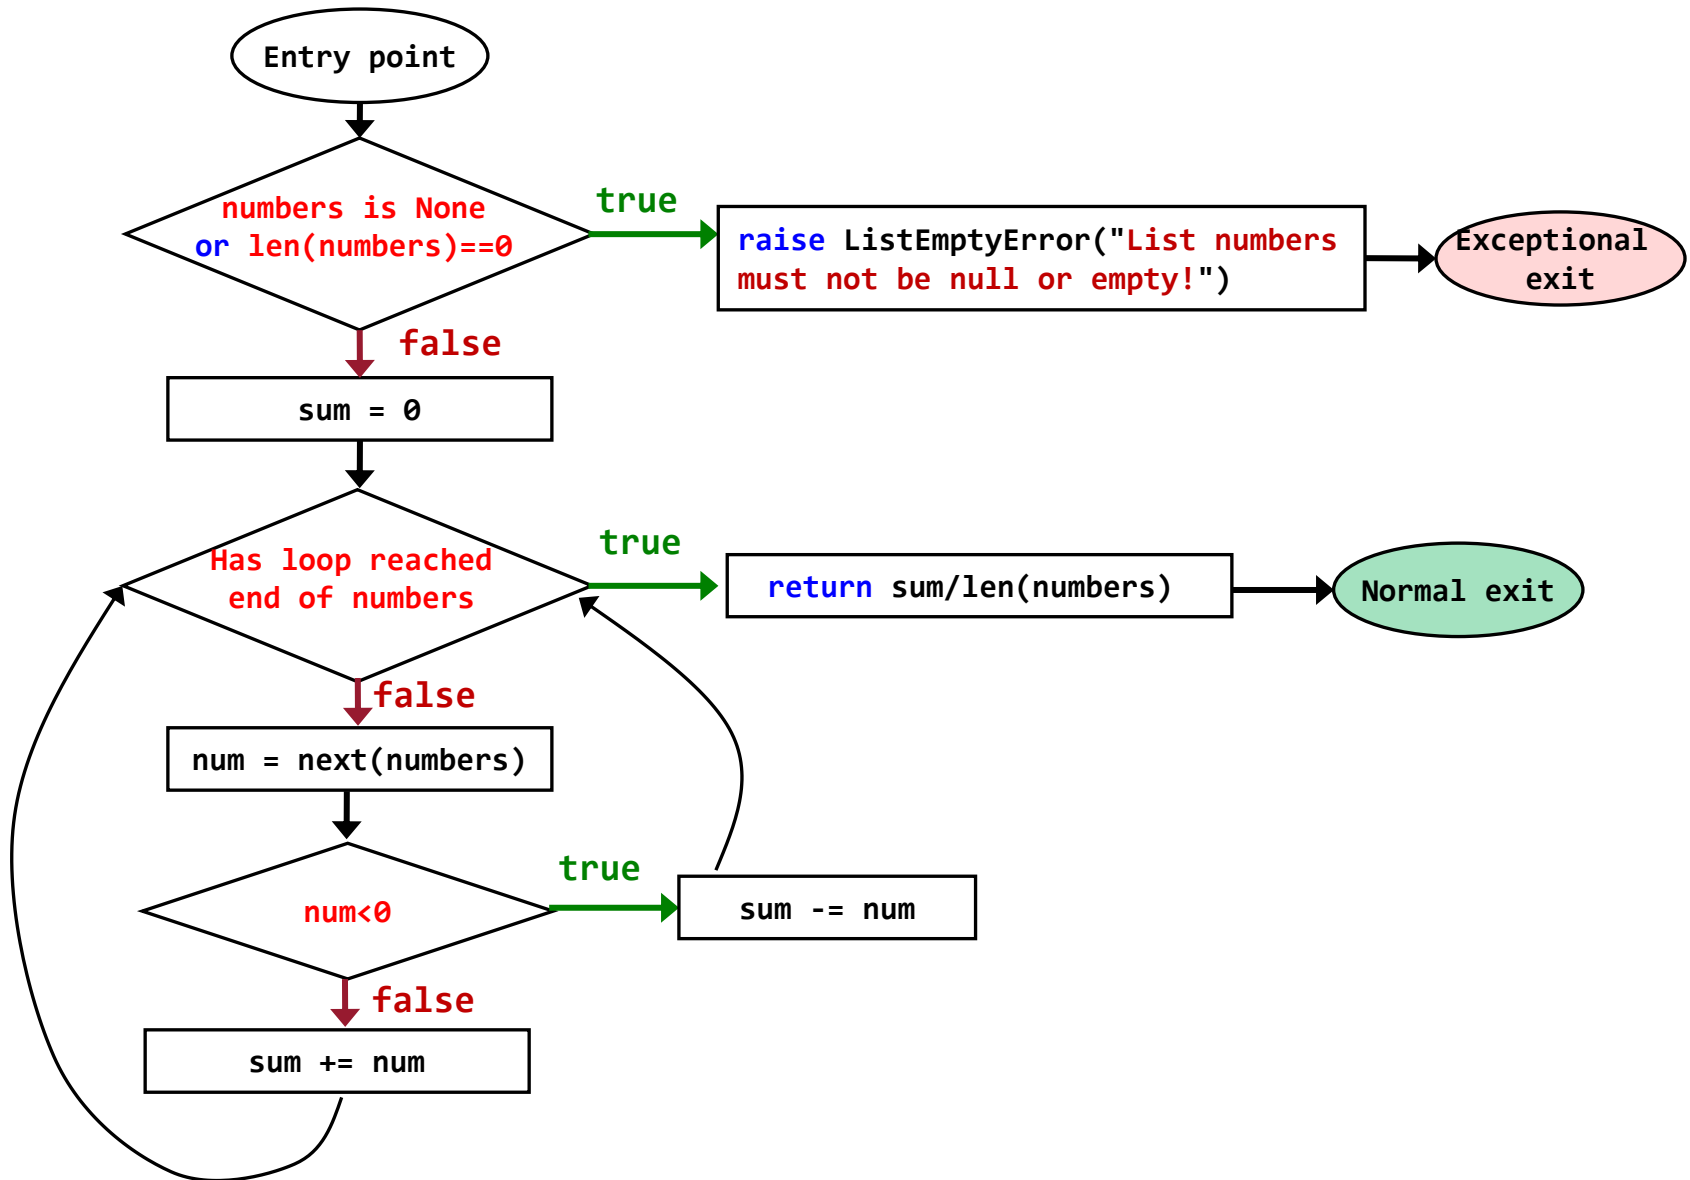 Entry point
numbers is None
or len(numbers)==0
true
raise ListEmptyError("List numbers
must not be null or empty!")
Exceptional
exit
false
sum = 0
Has loop reached
end of numbers
true
return sum/len(numbers)
Normal exit
false
num = next(numbers)
num<0
true
sum -= num
false
sum += num